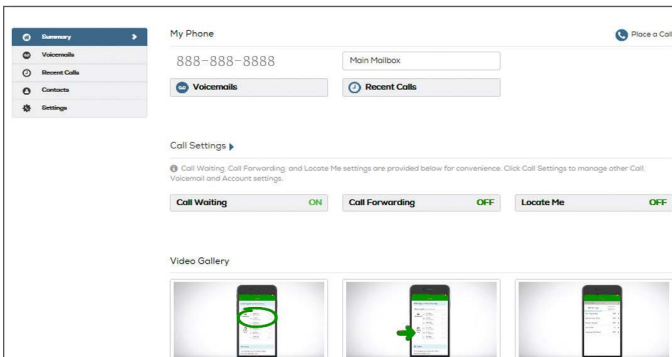 Summary
Voicemails
Recent Calls
Contacts
Settings
My Phone
Place a Call
888-888-8888
Main Mailbox
Voicemails
Recent Calls
Call Settings
Call Waiting, Call Forwarding, and Locate Me settings are provided below for convenience. Click Call Settings to manage other Call,
Voicemail and Account settings.
Call Waiting ON
Call Forwarding OFF
Locate Me OFF
Video Gallery